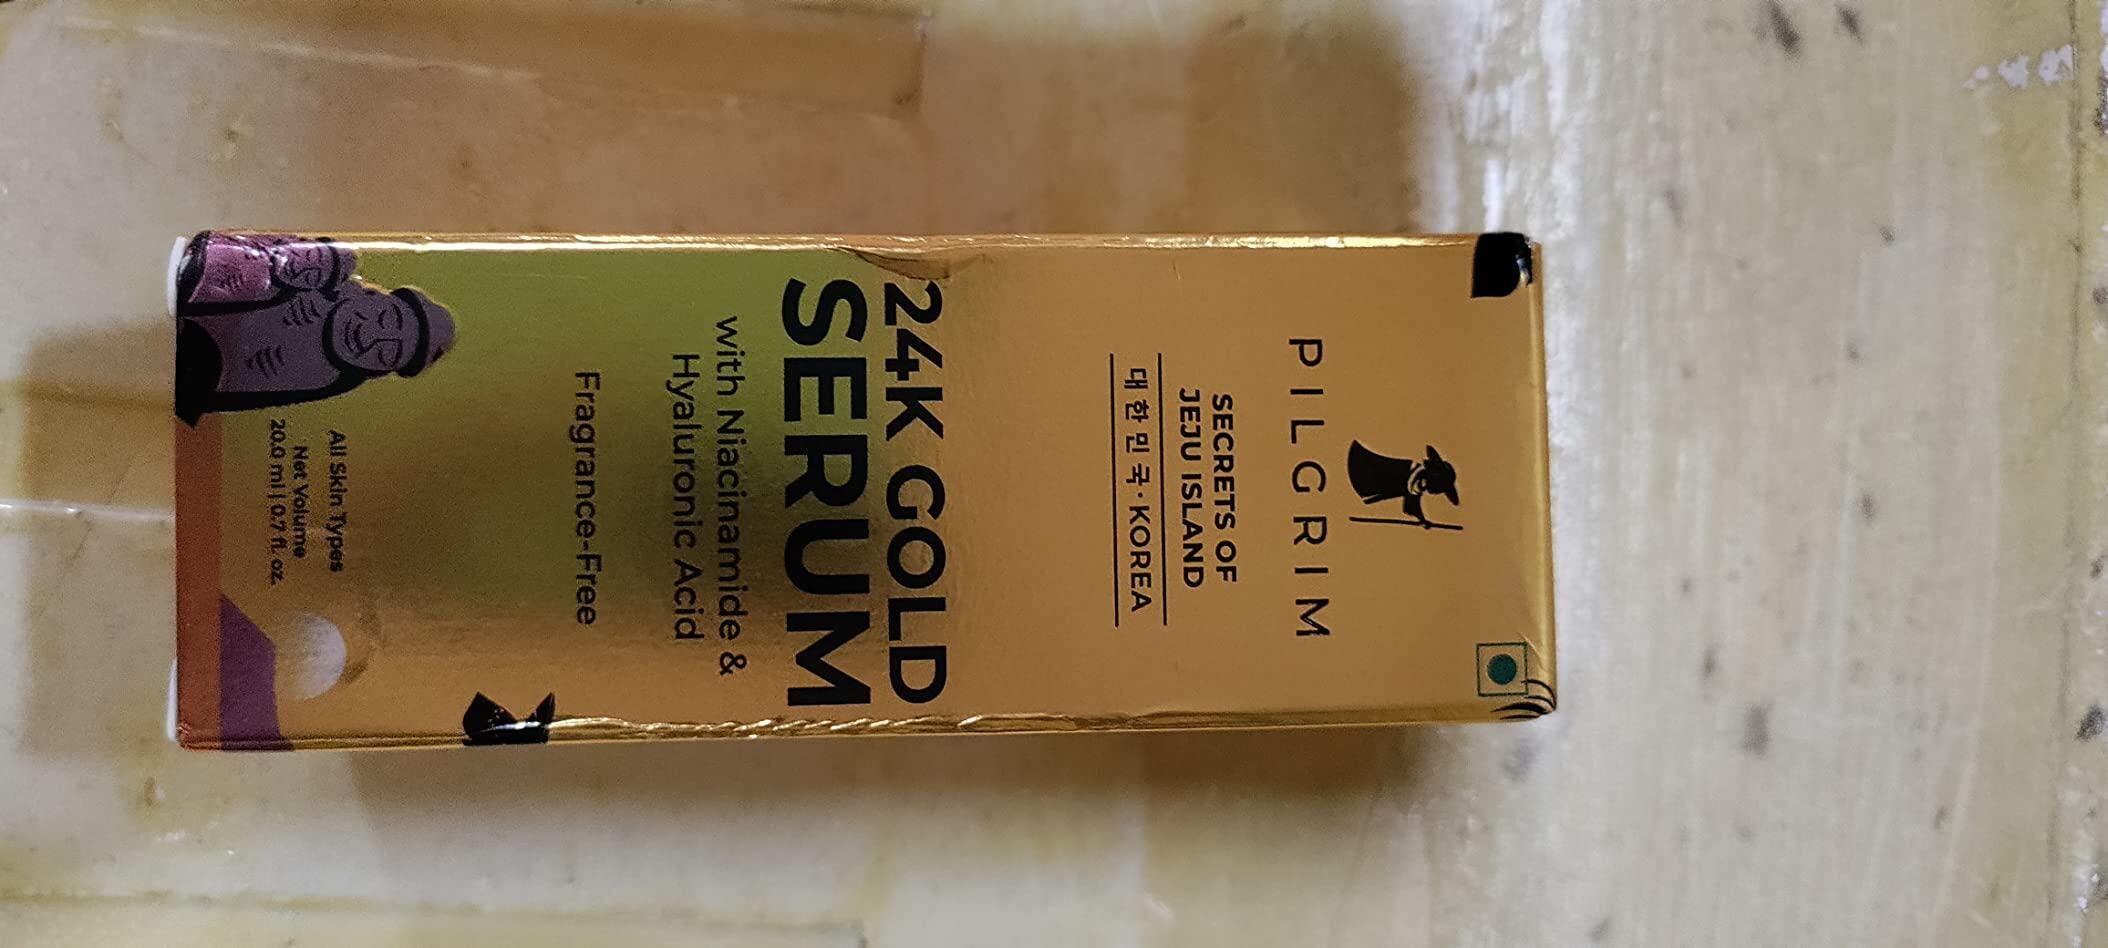 PILGRIM
SECRETS OF
JEJU ISLAND
대한민국·KOREA
24K GOLD
SERUM
with Niacinamide &
Hyaluronic Acid
Fragrance-Free
All Skin Types
Net Volume
20.0 ml | 0.7 fl. oz.